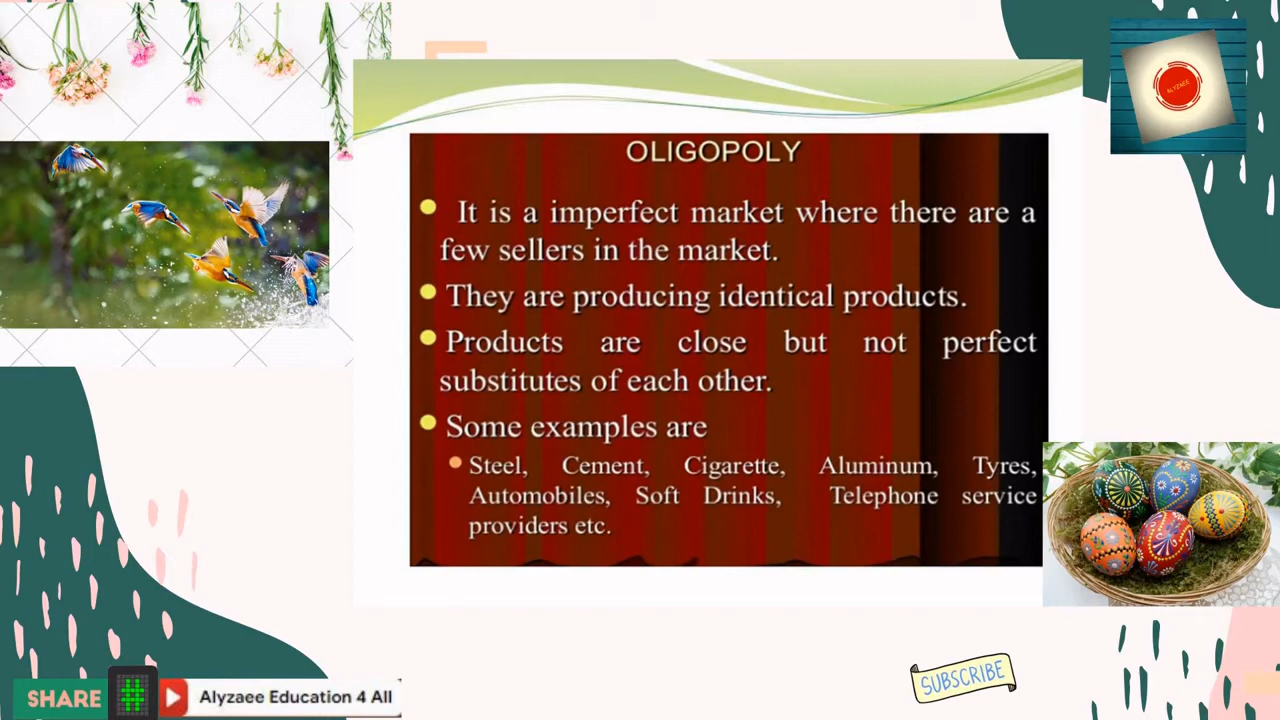 ALYZAEE
OLIGOPOLY
It is a imperfect market where there are a
few sellers in the market.
They are producing identical products.
Products are close but not perfect
substitutes of each other.
Some examples are
Steel, Cement, Cigarette, Aluminum, Tyres,
Automobiles, Soft Drinks, Telephone service
providers etc.
SUBSCRIBE
SHARE
Alyzaee Education 4 All